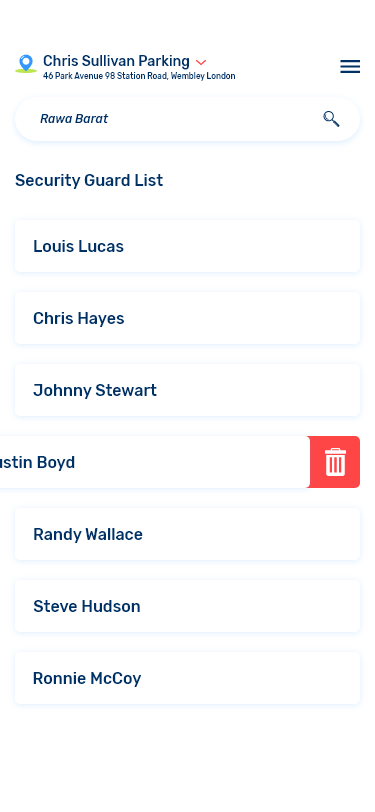 Chris Sullivan Parking
46 Park Avenue 98 Station Road, Wembley London
Rawa Barat
Security Guard List
Louis Lucas
Chris Hayes
Johnny Stewart
ustin Boyd
Randy Wallace
Steve Hudson
Ronnie McCoy